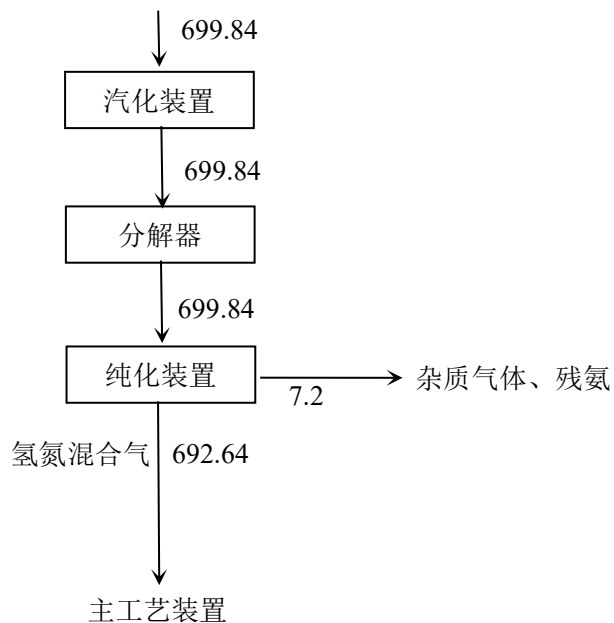 699.84
汽化装置
699.84
分解器
699.84
纯化装置
7.2
杂质气体、残氨
氢氮混合气
692.64
主工艺装置